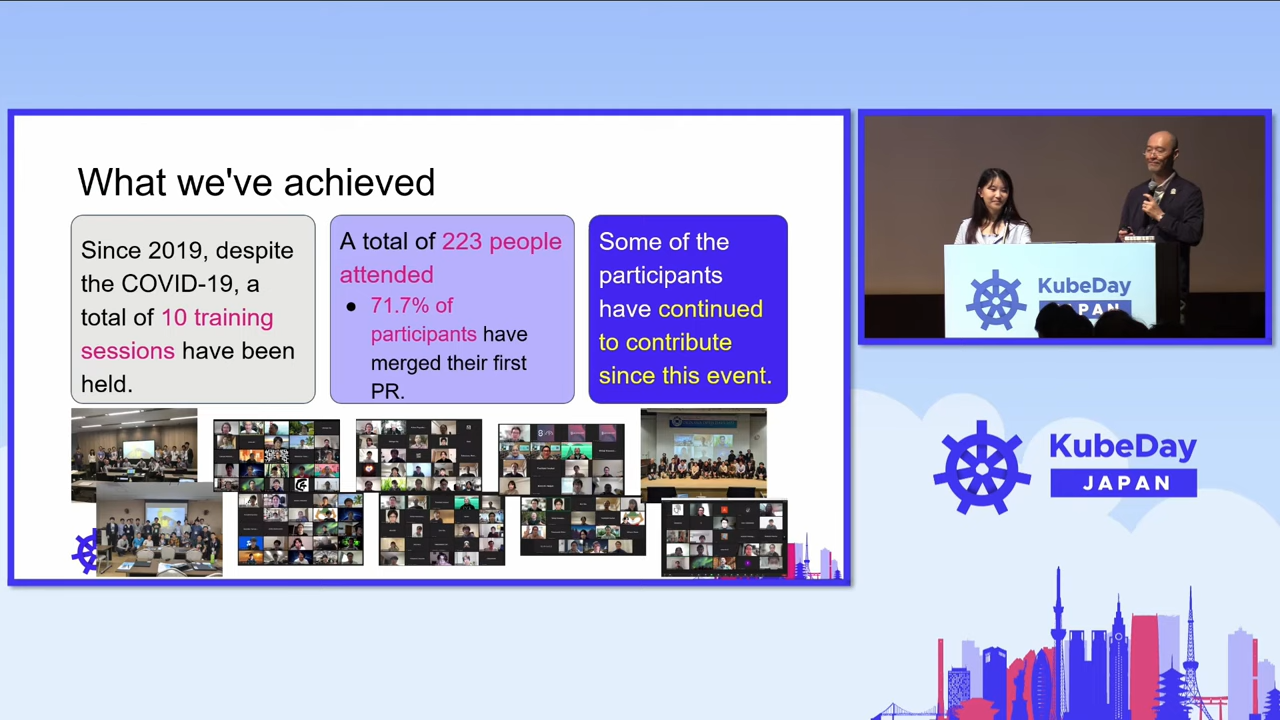 What we've achieved
Since 2019, despite
the COVID-19, a
total of 10 training
sessions have been
held.
A total of 223 people
attended
● 71.7% of
participants have
merged their first
PR.
Some of the
participants
have continued
to contribute
since this event.
KubeDay
JAPAN
KubeDay
JAPAN